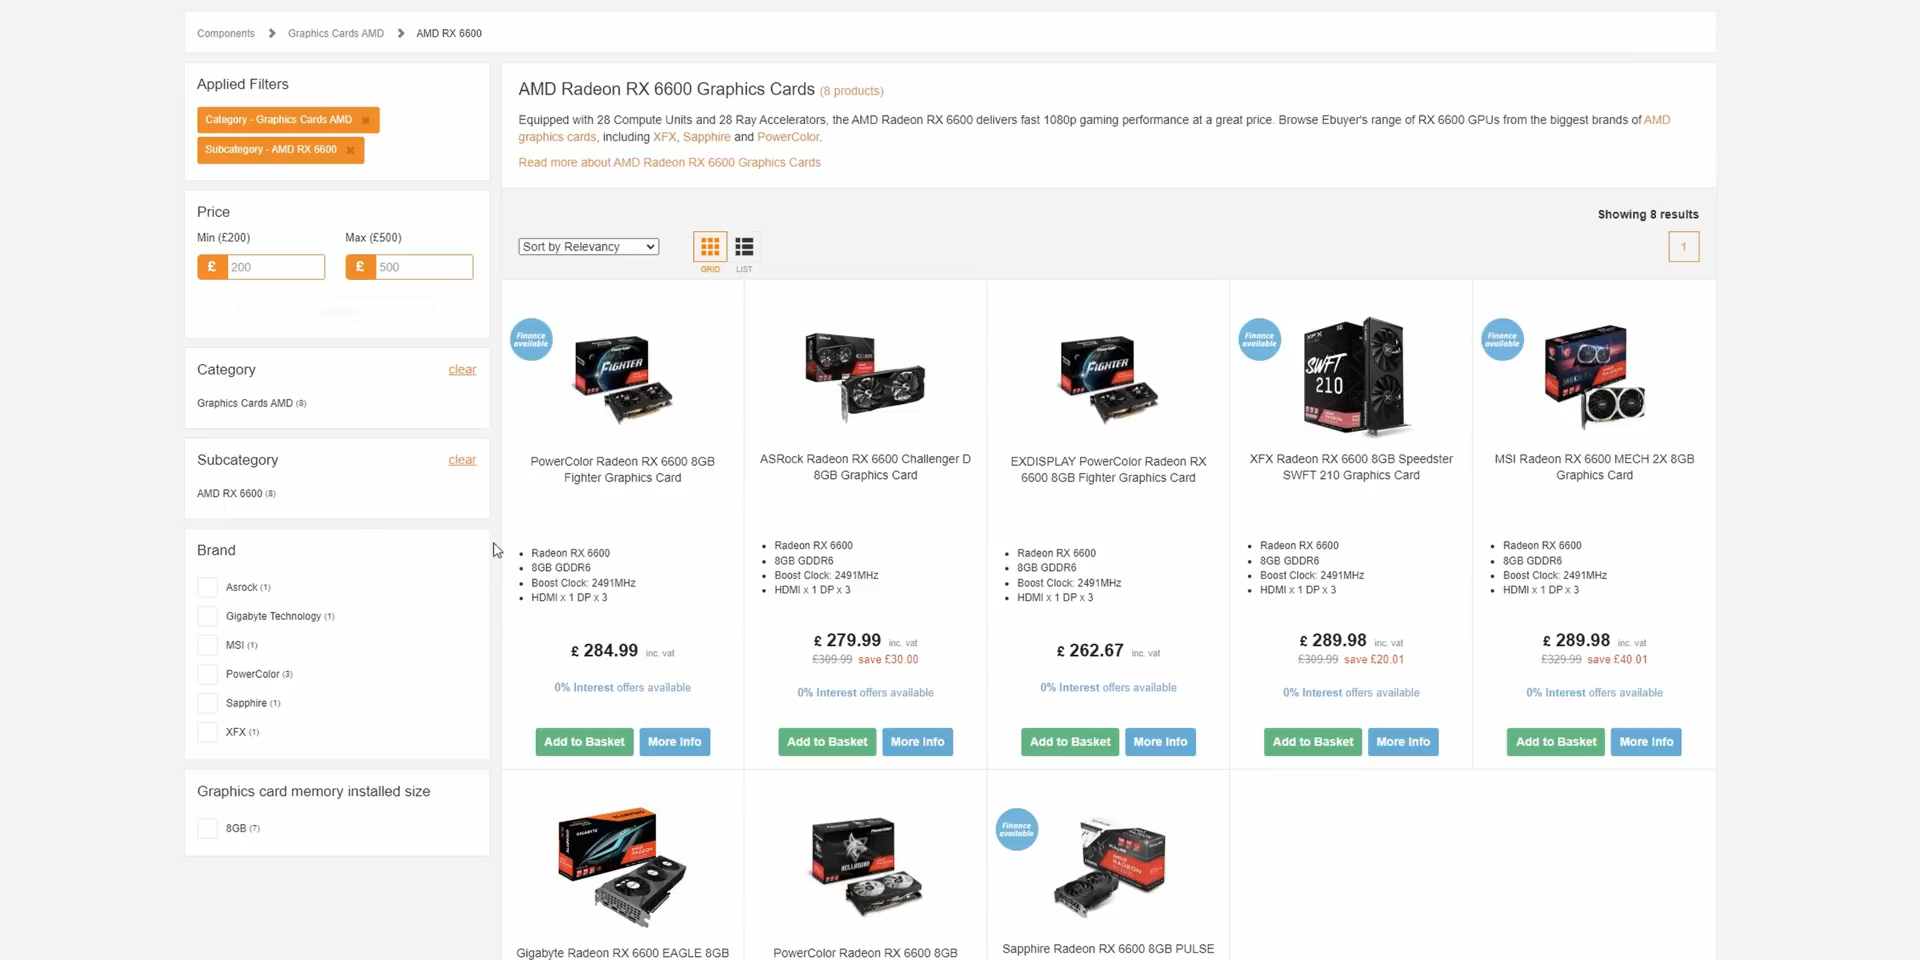 Components > Graphics Cards AMD > AMD RX 6600
Applied Filters
Category - Graphics Cards AMD ×
Subcategory - AMD RX 6600 ×
Price
Min (£200) Max (£500)
£ 200 £ 500
Category clear
Graphics Cards AMD (8)
Subcategory clear
AMD RX 6600 (8)
Brand
Asrock (1)
Gigabyte Technology (1)
MSI (1)
PowerColor (3)
Sapphire (1)
XFX (1)
Graphics card memory installed size
8GB (7)
AMD Radeon RX 6600 Graphics Cards (8 products)
Equipped with 28 Compute Units and 28 Ray Accelerators, the AMD Radeon RX 6600 delivers fast 1080p gaming performance at a great price. Browse Ebuyer's range of RX 6600 GPUs from the biggest brands of AMD
graphics cards, including XFX, Sapphire and PowerColor.
Read more about AMD Radeon RX 6600 Graphics Cards
Showing 8 results
Sort by Relevancy
GRID LIST
1
Finance
available
FIGHTER
PowerColor Radeon RX 6600 8GB
Fighter Graphics Card
Radeon RX 6600
8GB GDDR6
Boost Clock: 2491MHz
HDMI x 1 DP x 3
£ 284.99 inc. vat
0% Interest offers available
Add to Basket More Info
ASRock Radeon RX 6600 Challenger D
8GB Graphics Card
Radeon RX 6600
8GB GDDR6
Boost Clock: 2491MHz
HDMI x 1 DP x 3
£ 279.99 inc. vat
£309.99 save £30.00
0% Interest offers available
Add to Basket More Info
FIGHTER
EXDISPLAY PowerColor Radeon RX
6600 8GB Fighter Graphics Card
Radeon RX 6600
8GB GDDR6
Boost Clock: 2491MHz
HDMI x 1 DP x 3
£ 262.67 inc. vat
0% Interest offers available
Add to Basket More Info
Finance
available
XFX
SWFT
210
XFX Radeon RX 6600 8GB Speedster
SWFT 210 Graphics Card
Radeon RX 6600
8GB GDDR6
Boost Clock: 2491MHz
HDMI x 1 DP x 3
£ 289.98 inc. vat
£309.99 save £20.01
0% Interest offers available
Add to Basket More Info
Finance
available
MSI Radeon RX 6600 MECH 2X 8GB
Graphics Card
Radeon RX 6600
8GB GDDR6
Boost Clock: 2491MHz
HDMI x 1 DP x 3
£ 289.98 inc. vat
£329.99 save £40.01
0% Interest offers available
Add to Basket More Info
GIGABYTE
Gigabyte Radeon RX 6600 EAGLE 8GB
HELLHOUND
PowerColor Radeon RX 6600 8GB
Finance
available
Sapphire Radeon RX 6600 8GB PULSE